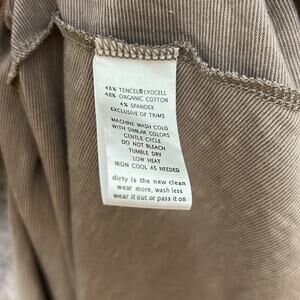 48% TENCEL®LYOCELL
48% ORGANIC COTTON
4% SPANDEX
EXCLUSIVE OF TRIMS
MACHINE WASH COLD
WITH SIMILAR COLORS
GENTLE CYCLE
DO NOT BLEACH
TUMBLE DRY
LOW HEAT
IRON COOL AS NEEDED
dirty is the new clean
wear more, wash less
wear it out or pass it on